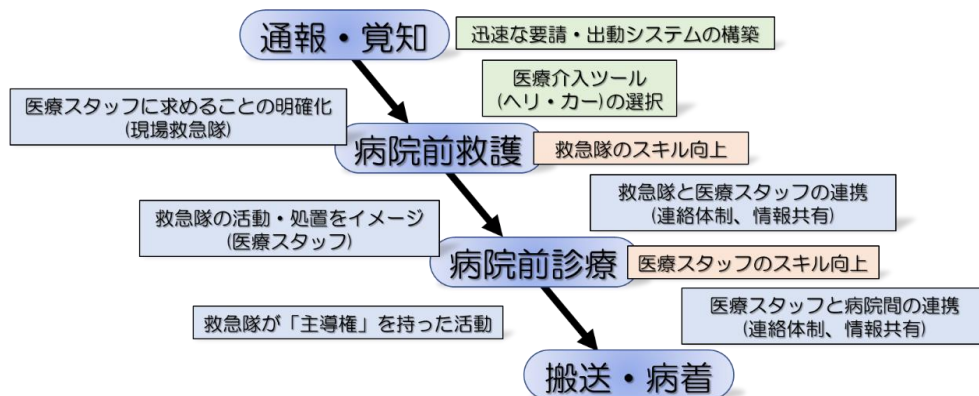 通報・覚知
迅速な要請・出動システムの構築
医療介入ツール
(ヘリ・カー)の選択
医療スタッフに求めることの明確化
(現場救急隊)
病院前救護
救急隊のスキル向上
救急隊と医療スタッフの連携
(連絡体制、情報共有)
救急隊の活動・処置をイメージ
(医療スタッフ)
病院前診療
医療スタッフのスキル向上
医療スタッフと病院間の連携
(連絡体制、情報共有)
救急隊が「主導権」を持った活動
搬送・病着